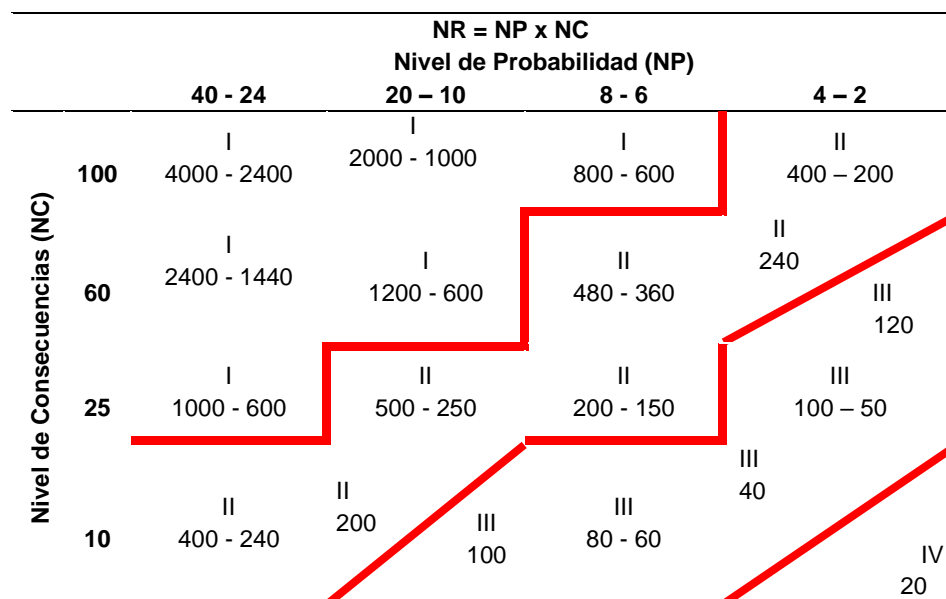 NR = NP x NC
Nivel de Probabilidad (NP)
40 - 24 20 – 10 8 - 6 4 – 2
Nivel de Consecuencias (NC)
100
I
4000 - 2400
I
2000 - 1000
I
800 - 600
II
400 – 200
60
I
2400 - 1440
I
1200 - 600
II
480 - 360
II
240
III
120
25
I
1000 - 600
II
500 - 250
II
200 - 150
III
100 – 50
10
II
400 - 240
II
200
III
100
III
80 - 60
III
40
IV
20